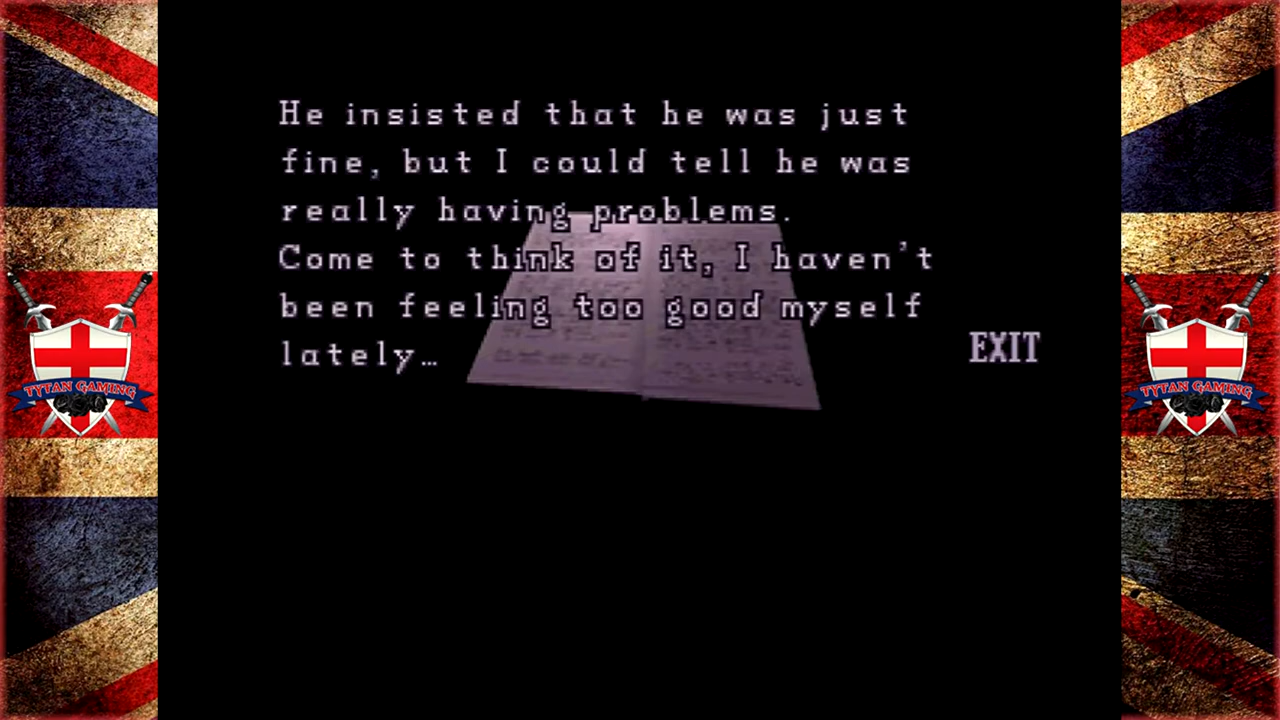 He insisted that he was just
fine, but I could tell he was
really having problems.
Come to think of it, I haven't
been feeling too good myself
lately…
EXIT
TYTAN GAMING
TYTAN GAMING